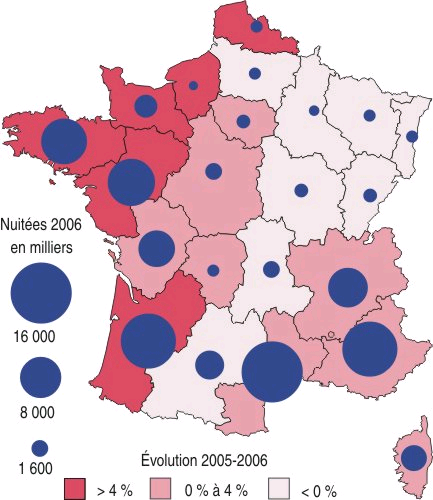 Nuitées 2006
en milliers
16 000
8 000
1 600
Évolution 2005-2006
> 4 %
0 % à 4 %
< 0 %